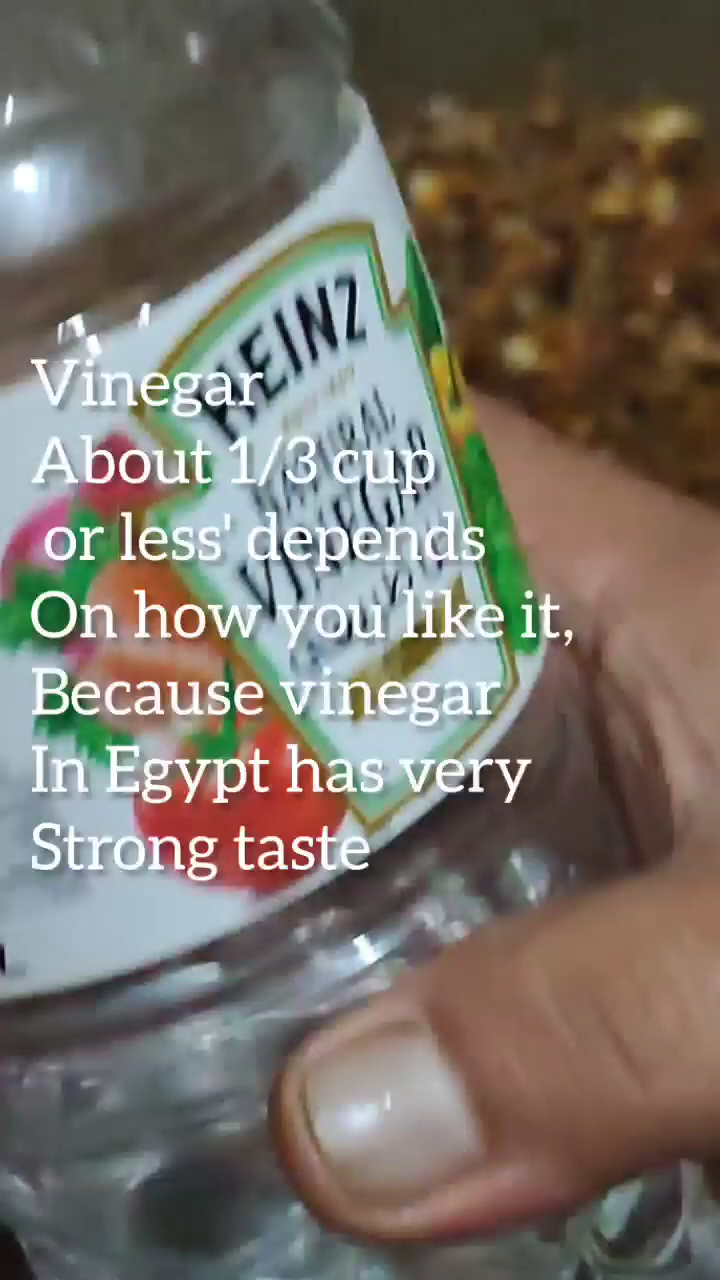 HEINZ
NATURAL
VINEGAR
Vinegar
About 1/3 cup
or less' depends
On how you like it,
Because vinegar
In Egypt has very
Strong taste